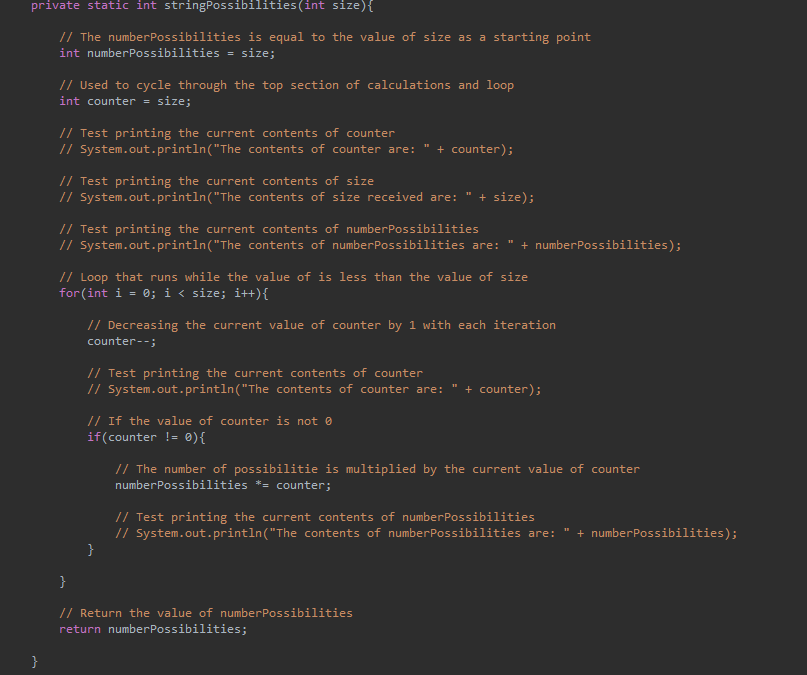 private static int stringPossibilities(int size){
// The numberPossibilities is equal to the value of size as a starting point
int numberPossibilities = size;
// Used to cycle through the top section of calculations and loop
int counter = size;
// Test printing the current contents of counter
// System.out.println("The contents of counter are: " + counter);
// Test printing the current contents of size
// System.out.println("The contents of size received are: " + size);
// Test printing the current contents of numberPossibilities
// System.out.println("The contents of numberPossibilities are: " + numberPossibilities);
// Loop that runs while the value of is less than the value of size
for(int i = 0; i < size; i++){
// Decreasing the current value of counter by 1 with each iteration
counter--;
// Test printing the current contents of counter
// System.out.println("The contents of counter are: " + counter);
// If the value of counter is not 0
if(counter != 0){
// The number of possibilitie is multiplied by the current value of counter
numberPossibilities *= counter;
// Test printing the current contents of numberPossibilities
// System.out.println("The contents of numberPossibilities are: " + numberPossibilities);
}
}
// Return the value of numberPossibilities
return numberPossibilities;
}